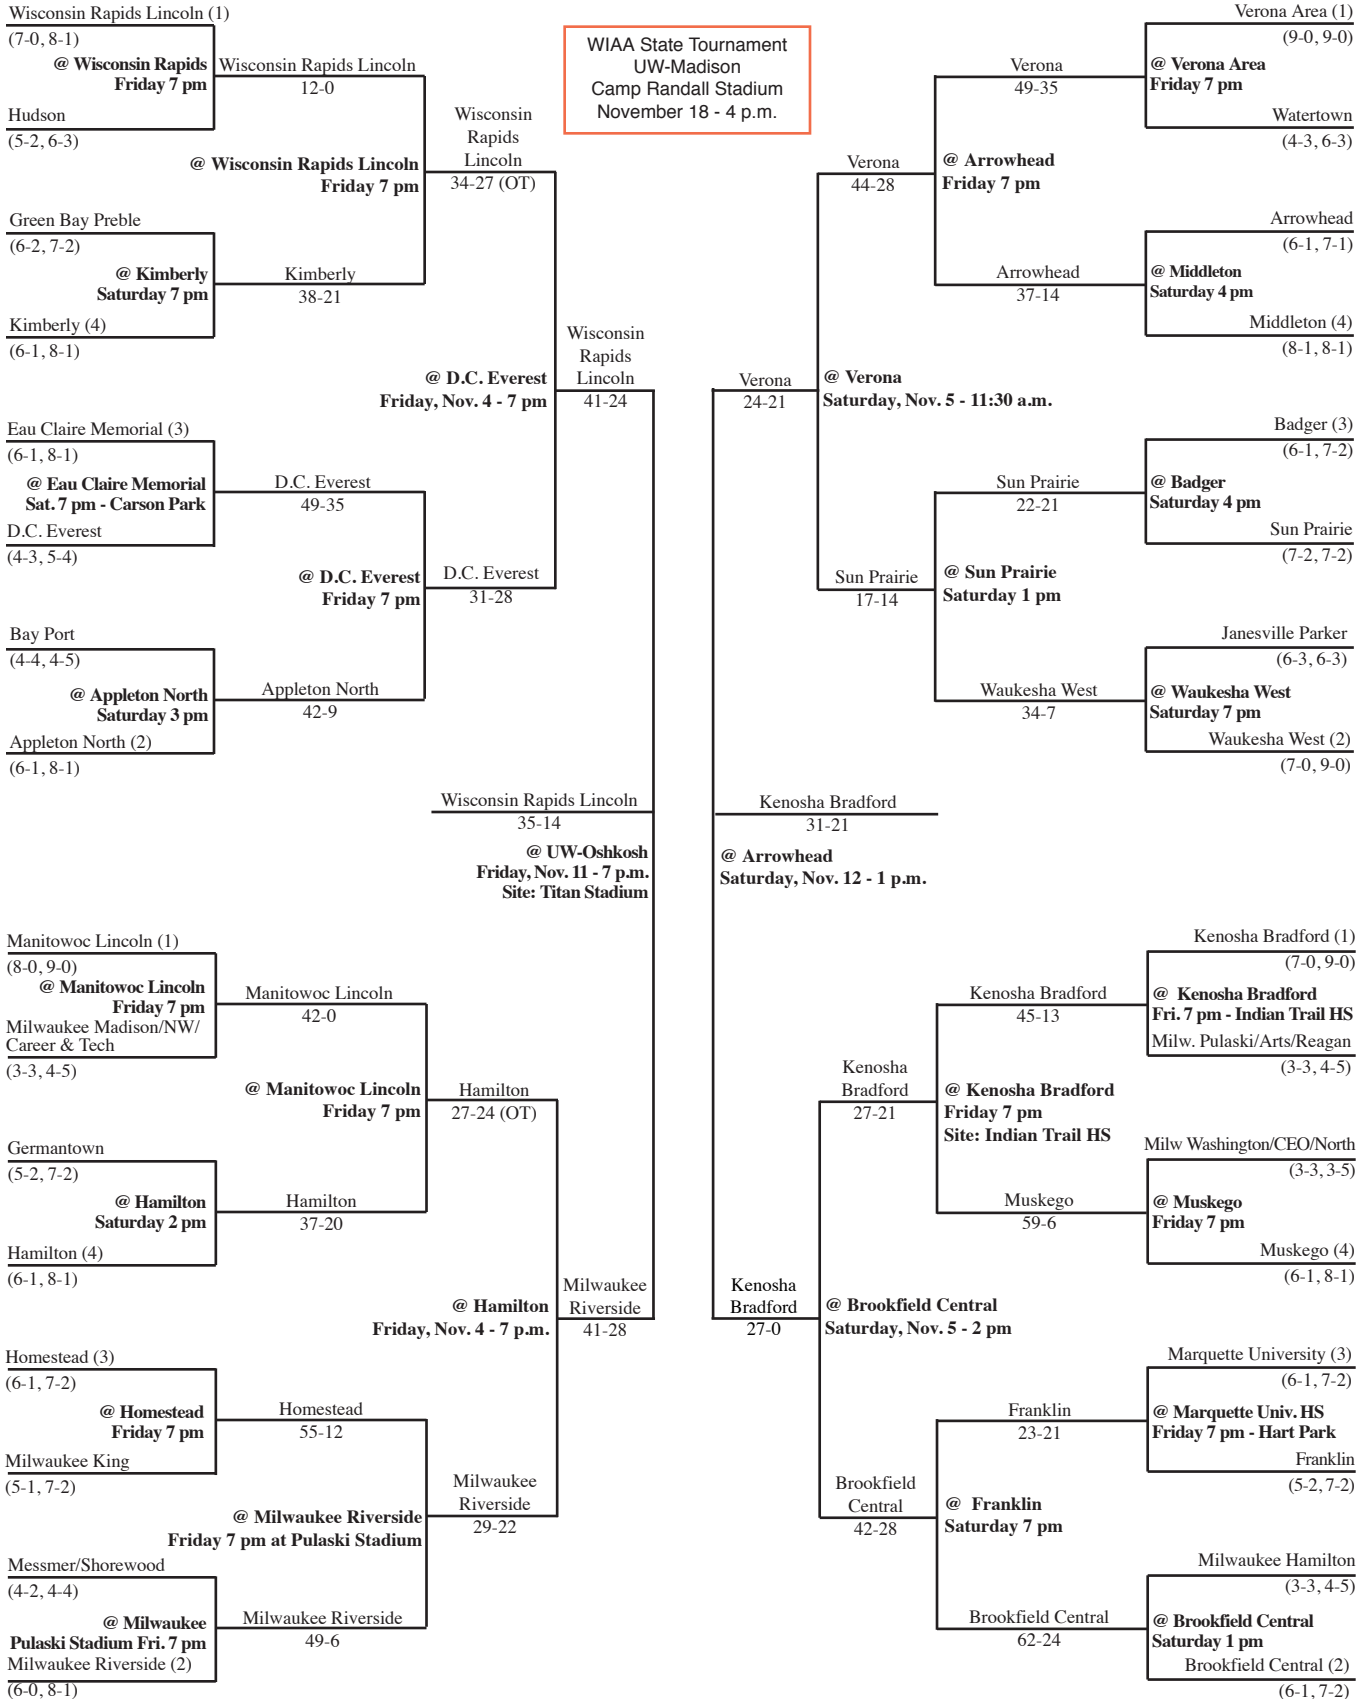 WIAA State Tournament
UW-Madison
Camp Randall Stadium
November 18 - 4 p.m.
Wisconsin Rapids Lincoln (1)
(7-0, 8-1)
@ Wisconsin Rapids
Friday 7 pm
Hudson
(5-2, 6-3)
Wisconsin Rapids Lincoln
12-0
@ Wisconsin Rapids Lincoln
Friday 7 pm
Green Bay Preble
(6-2, 7-2)
@ Kimberly
Saturday 7 pm
Kimberly (4)
(6-1, 8-1)
Kimberly
38-21
Wisconsin
Rapids
Lincoln
34-27 (OT)
@ D.C. Everest
Friday, Nov. 4 - 7 pm
Eau Claire Memorial (3)
(6-1, 8-1)
@ Eau Claire Memorial
Sat. 7 pm - Carson Park
D.C. Everest
(4-3, 5-4)
D.C. Everest
49-35
@ D.C. Everest
Friday 7 pm
Bay Port
(4-4, 4-5)
@ Appleton North
Saturday 3 pm
Appleton North (2)
(6-1, 8-1)
Appleton North
42-9
D.C. Everest
31-28
Wisconsin
Rapids
Lincoln
41-24
Wisconsin Rapids Lincoln
35-14
@ UW-Oshkosh
Friday, Nov. 11 - 7 p.m.
Site: Titan Stadium
Manitowoc Lincoln (1)
(8-0, 9-0)
@ Manitowoc Lincoln
Friday 7 pm
Milwaukee Madison/NW/
Career & Tech
(3-3, 4-5)
Manitowoc Lincoln
42-0
@ Manitowoc Lincoln
Friday 7 pm
Germantown
(5-2, 7-2)
@ Hamilton
Saturday 2 pm
Hamilton (4)
(6-1, 8-1)
Hamilton
37-20
Hamilton
27-24 (OT)
@ Hamilton
Friday, Nov. 4 - 7 p.m.
Homestead (3)
(6-1, 7-2)
@ Homestead
Friday 7 pm
Milwaukee King
(5-1, 7-2)
Homestead
55-12
@ Milwaukee Riverside
Friday 7 pm at Pulaski Stadium
Messmer/Shorewood
(4-2, 4-4)
@ Milwaukee
Pulaski Stadium Fri. 7 pm
Milwaukee Riverside (2)
(6-0, 8-1)
Milwaukee Riverside
49-6
Milwaukee
Riverside
29-22
Milwaukee
Riverside
41-28
Verona Area (1)
(9-0, 9-0)
@ Verona Area
Friday 7 pm
Watertown
(4-3, 6-3)
Verona
49-35
@ Arrowhead
Friday 7 pm
Arrowhead
(6-1, 7-1)
@ Middleton
Saturday 4 pm
Middleton (4)
(8-1, 8-1)
Arrowhead
37-14
Verona
44-28
@ Verona
Saturday, Nov. 5 - 11:30 a.m.
Verona
24-21
Badger (3)
(6-1, 7-2)
@ Badger
Saturday 4 pm
Sun Prairie
(7-2, 7-2)
Sun Prairie
22-21
@ Sun Prairie
Saturday 1 pm
Sun Prairie
17-14
Janesville Parker
(6-3, 6-3)
@ Waukesha West
Saturday 7 pm
Waukesha West (2)
(7-0, 9-0)
Waukesha West
34-7
Kenosha Bradford
31-21
@ Arrowhead
Saturday, Nov. 12 - 1 p.m.
Kenosha Bradford (1)
(7-0, 9-0)
@ Kenosha Bradford
Fri. 7 pm - Indian Trail HS
Milw. Pulaski/Arts/Reagan
(3-3, 4-5)
Kenosha Bradford
45-13
@ Kenosha Bradford
Friday 7 pm
Site: Indian Trail HS
Kenosha
Bradford
27-21
Milw Washington/CEO/North
(3-3, 3-5)
@ Muskego
Friday 7 pm
Muskego (4)
(6-1, 8-1)
Muskego
59-6
Kenosha
Bradford
27-0
@ Brookfield Central
Saturday, Nov. 5 - 2 pm
Marquette University (3)
(6-1, 7-2)
@ Marquette Univ. HS
Friday 7 pm - Hart Park
Franklin
(5-2, 7-2)
Franklin
23-21
@ Franklin
Saturday 7 pm
Brookfield
Central
42-28
Milwaukee Hamilton
(3-3, 4-5)
@ Brookfield Central
Saturday 1 pm
Brookfield Central (2)
(6-1, 7-2)
Brookfield Central
62-24